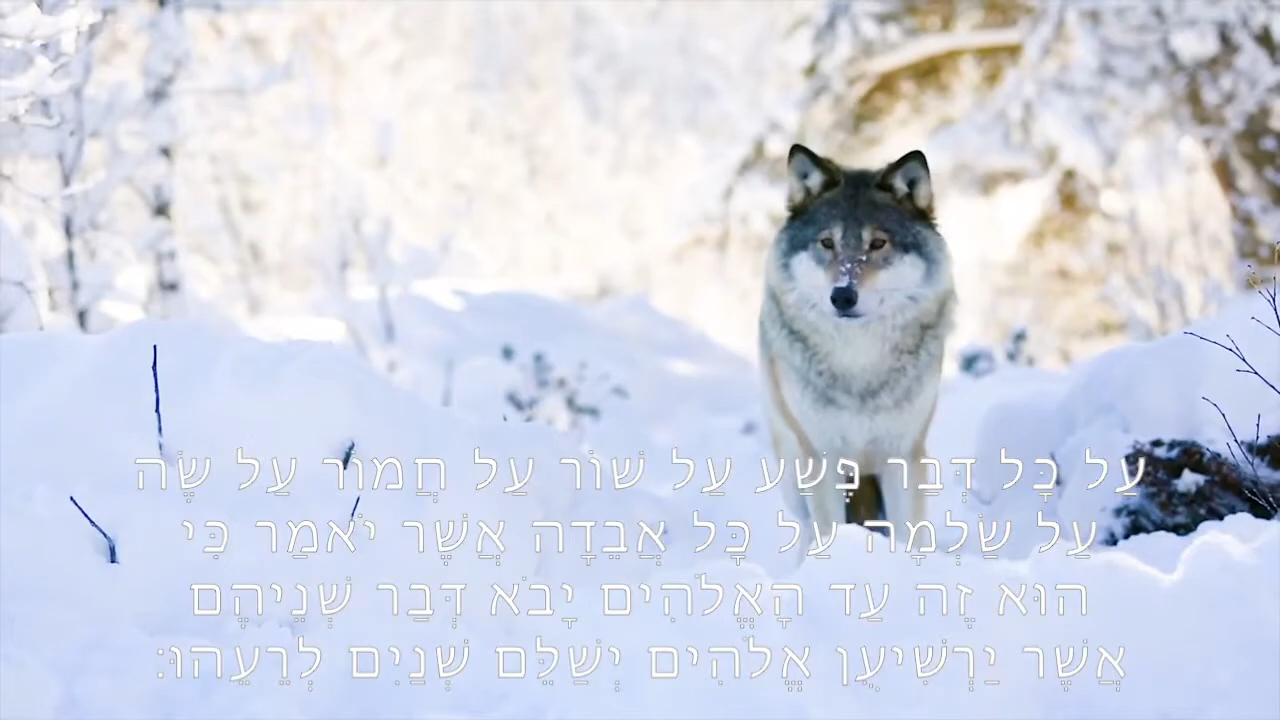 עַל כָּל דְּבַר פֶּשַׁע עַל שׁוֹר עַל חֲמוֹר עַל שֶׂה
עַל שַׂלְמָה עַל כָּל אֲבֵדָה אֲשֶׁר יֹאמַר כִּי
הוּא זֶה עַד הָאֱלֹהִים יָבֹא דְּבַר שְׁנֵיהֶם
אֲשֶׁר יַרְשִׁיעֻן אֱלֹהִים יְשַׁלֵּם שְׁנַיִם לְרֵעֵהוּ׃